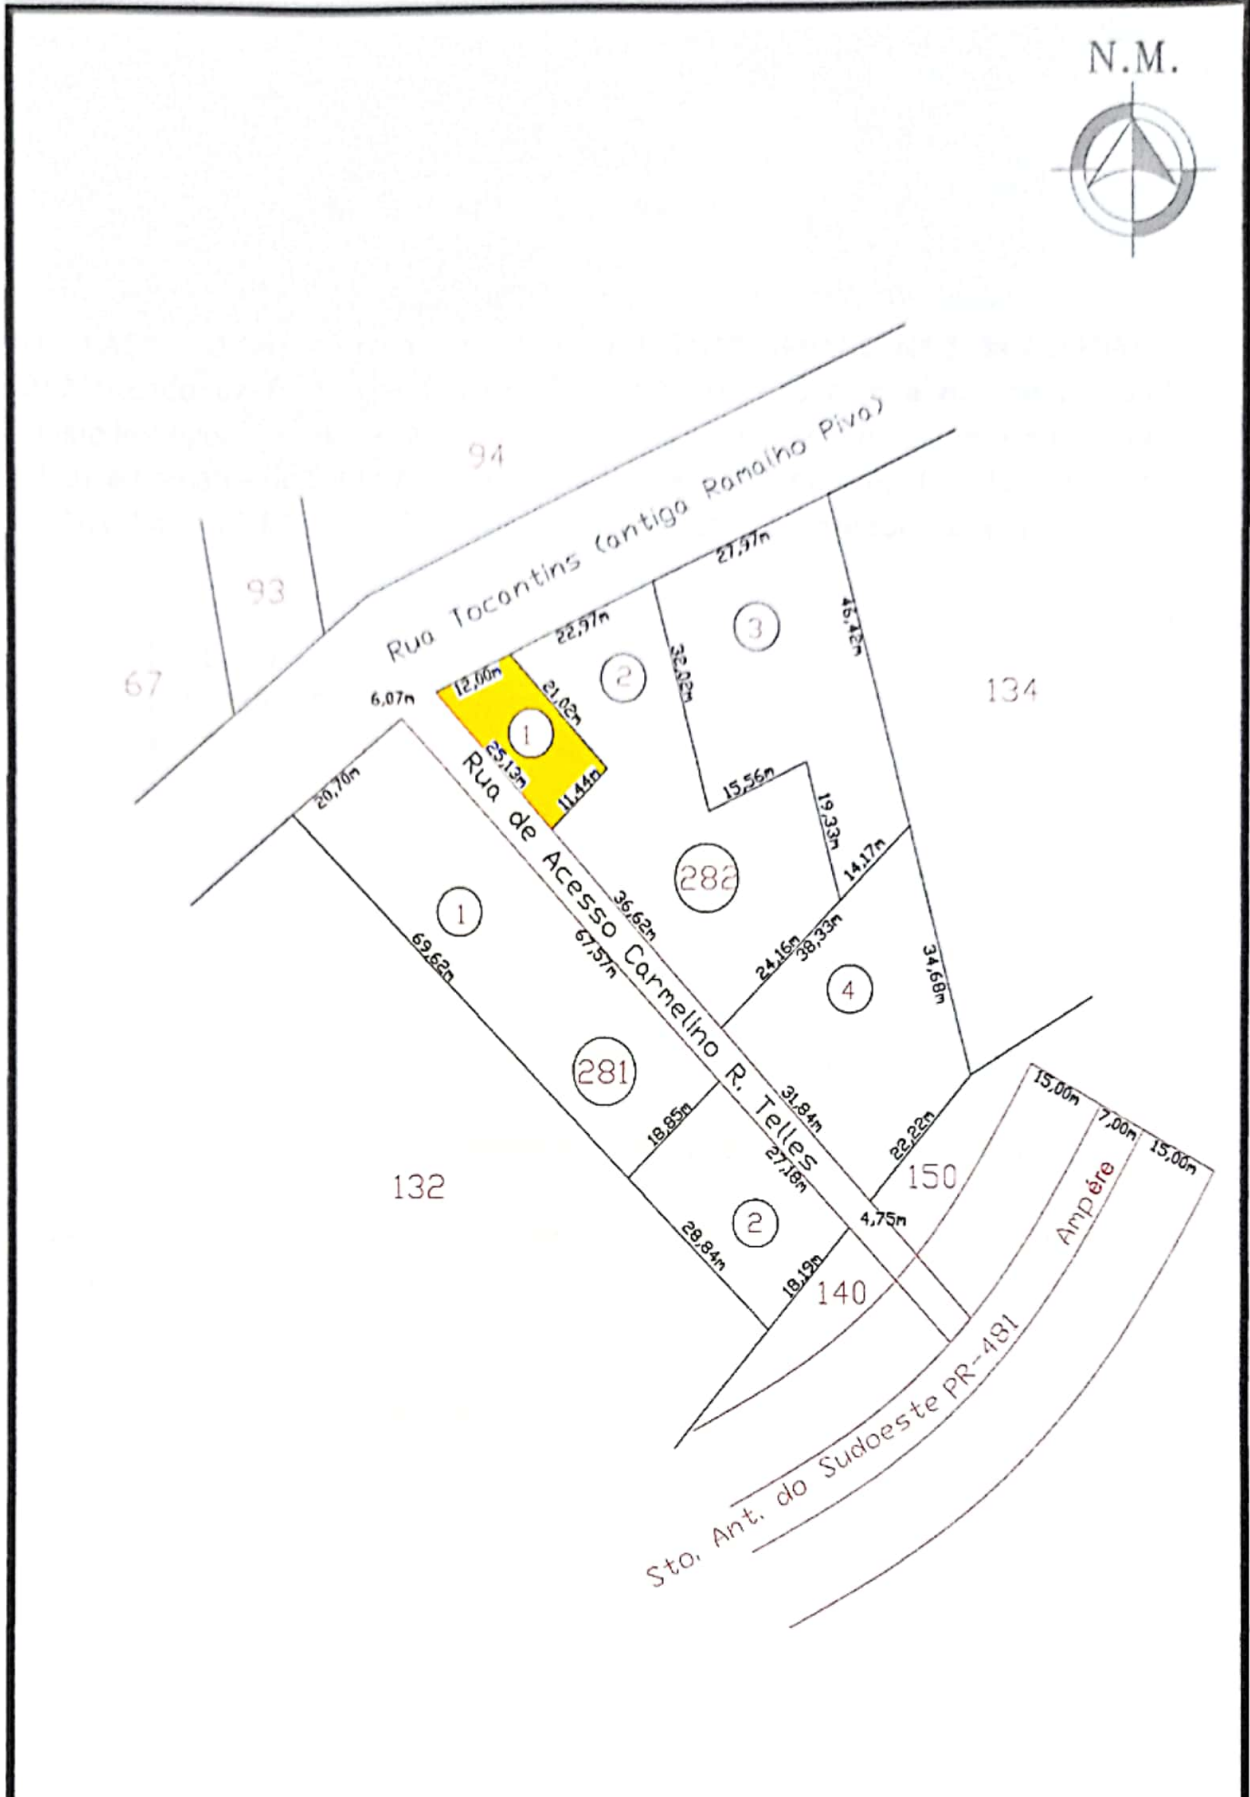 N.M.
94
Rua Tocantins (antiga Ramalho Piva)
93
67
134
27,97m
22,97m
12,00m
6,07m
3
2
46,42m
32,02m
21,02m
1
25,13m
11,44m
20,70m
15,56m
19,33m
14,17m
Rua de Acesso Carmelino R. Telles
282
1
36,62m
67,57m
69,62m
24,16m
38,33m
4
34,68m
281
18,85m
31,84m
27,18m
22,22m
15,00m
7,00m
15,00m
132
150
2
4,75m
28,84m
18,19m
140
Ampére
Sto. Ant. do Sudoeste PR-481